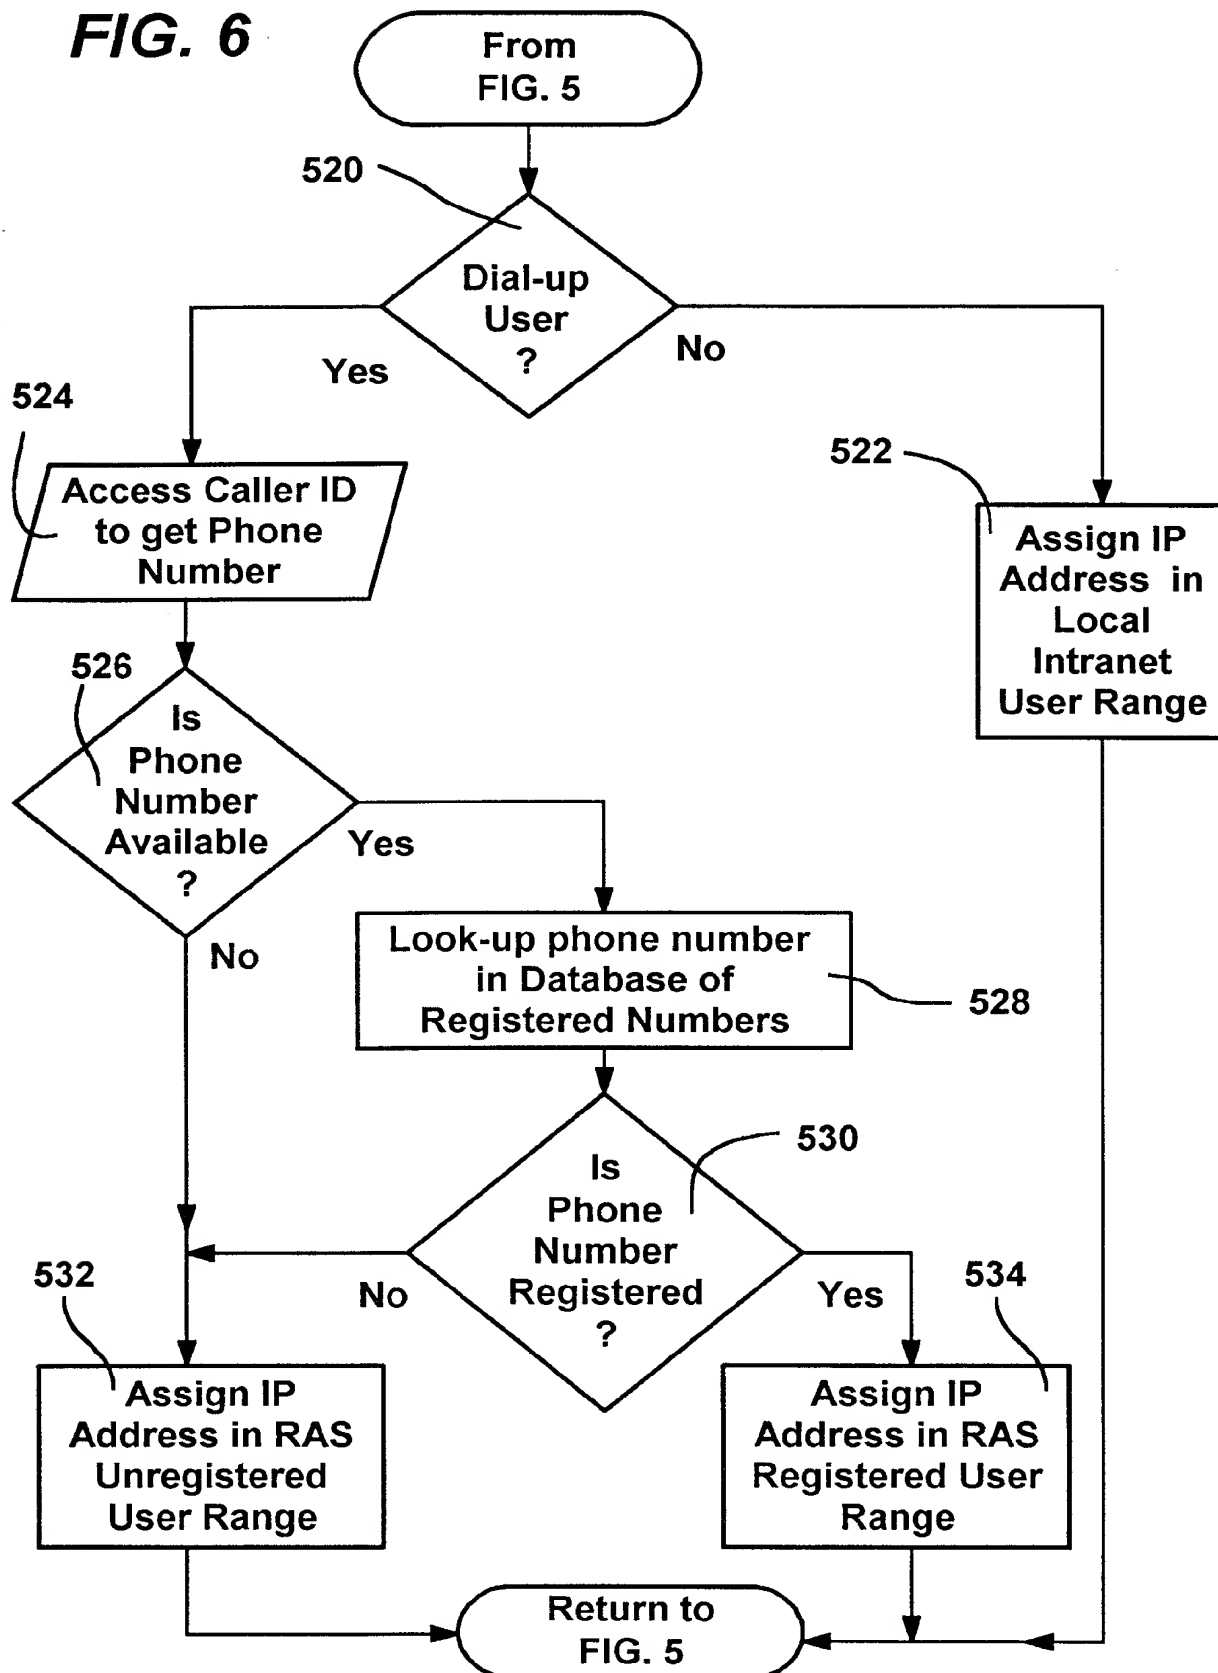 FIG. 6
From
FIG. 5
520
Dial-up
User
?
Yes
No
524
Access Caller ID
to get Phone
Number
522
Assign IP
Address in
Local
Intranet
User Range
526
Is
Phone
Number
Available
?
Yes
No
Look-up phone number
in Database of
Registered Numbers
528
530
Is
Phone
Number
Registered
?
No
Yes
532
Assign IP
Address in RAS
Unregistered
User Range
534
Assign IP
Address in RAS
Registered User
Range
Return to
FIG. 5